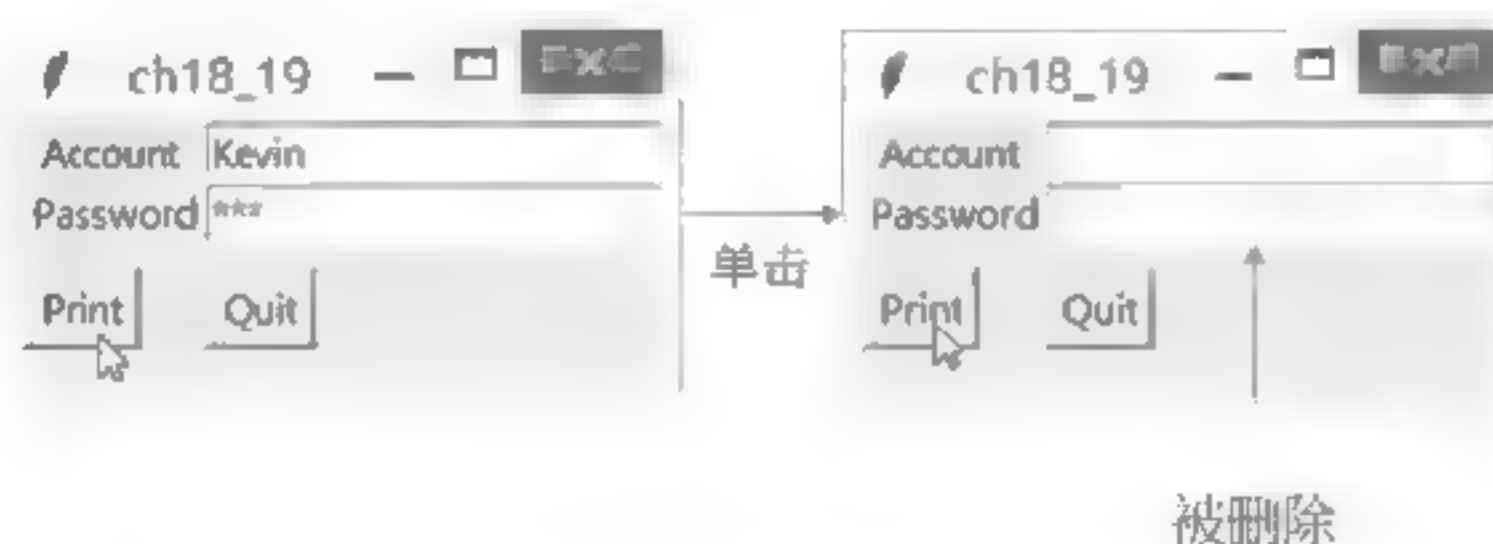 ch18_19
Account Kevin
Password ***
Print Quit
单击
ch18_19
Account
Password
Print Quit
被删除